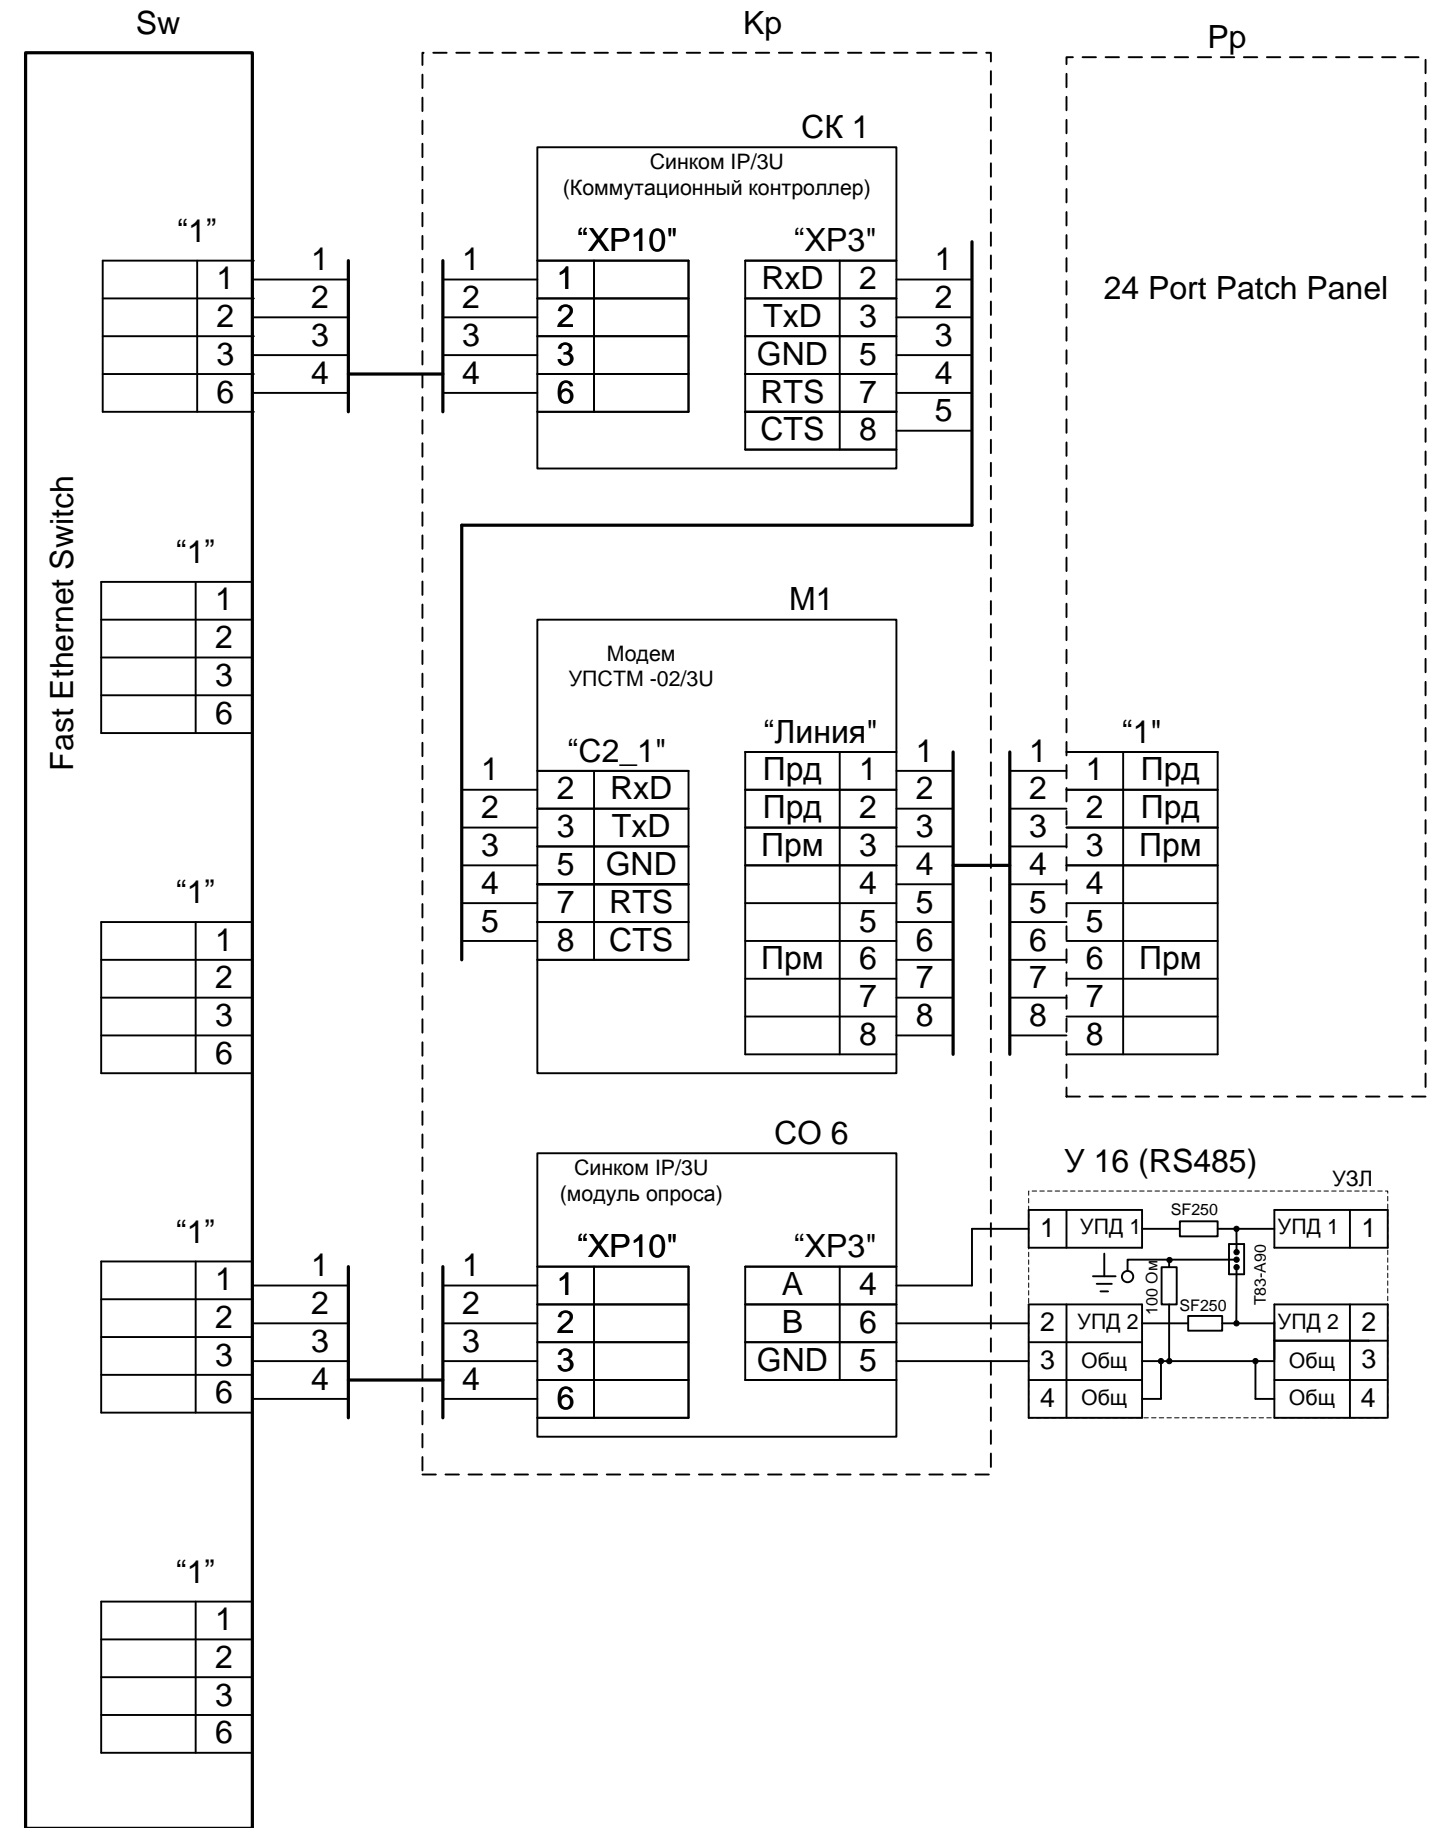 Sw
Kp
Pp
Fast Ethernet Switch
“1”
1
2
3
6
1
2
3
4
“1”
1
2
3
6
“1”
1
2
3
6
“1”
1
2
3
6
1
2
3
4
“1”
1
2
3
6
СК 1
Синком IP/3U
(Коммутационный контроллер)
1
2
3
4
“XP10"
1
2
3
6
“XP3"
RxD 2
TxD 3
GND 5
RTS 7
CTS 8
1
2
3
4
5
М1
Модем
УПСТМ -02/3U
1
2
3
4
5
“С2_1"
2 RxD
3 TxD
5 GND
7 RTS
8 CTS
“Линия"
Прд 1
Прд 2
Прм 3
4
5
Прм 6
7
8
1
2
3
4
5
6
7
8
24 Port Patch Panel
1
2
3
4
5
6
7
8
“1"
1 Прд
2 Прд
3 Прм
4
5
6 Прм
7
8
СО 6
Синком IP/3U
(модуль опроса)
1
2
3
4
“XP10"
1
2
3
6
“XP3"
A 4
B 6
GND 5
У 16 (RS485)
УЗЛ
1 УПД 1
SF250
УПД 1 1
100 Ом
T83-A90
2 УПД 2
SF250
УПД 2 2
3 Общ
Общ 3
4 Общ
Общ 4